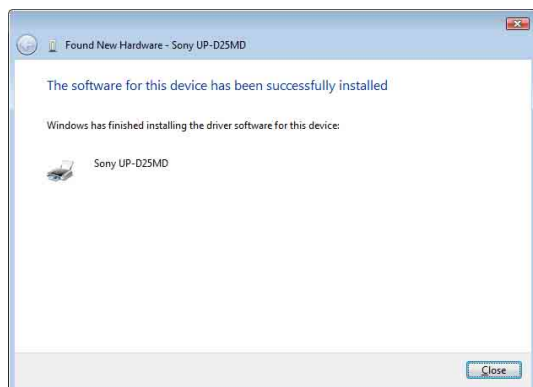 Found New Hardware - Sony UP-D25MD
The software for this device has been successfully installed
Windows has finished installing the driver software for this device:
Sony UP-D25MD
Close